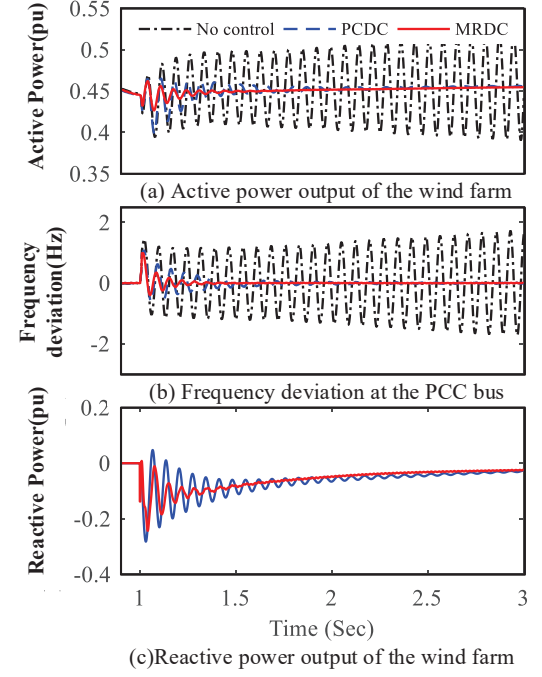 0.55
No control PCDC MRDC
0.5
0.45
0.4
0.35
Active Power(pu)
(a) Active power output of the wind farm
2
0
-2
Frequency
deviation(Hz)
(b) Frequency deviation at the PCC bus
0.2
0
-0.2
-0.4
Reactive Power(pu)
1 1.5 2 2.5 3
Time (Sec)
(c)Reactive power output of the wind farm